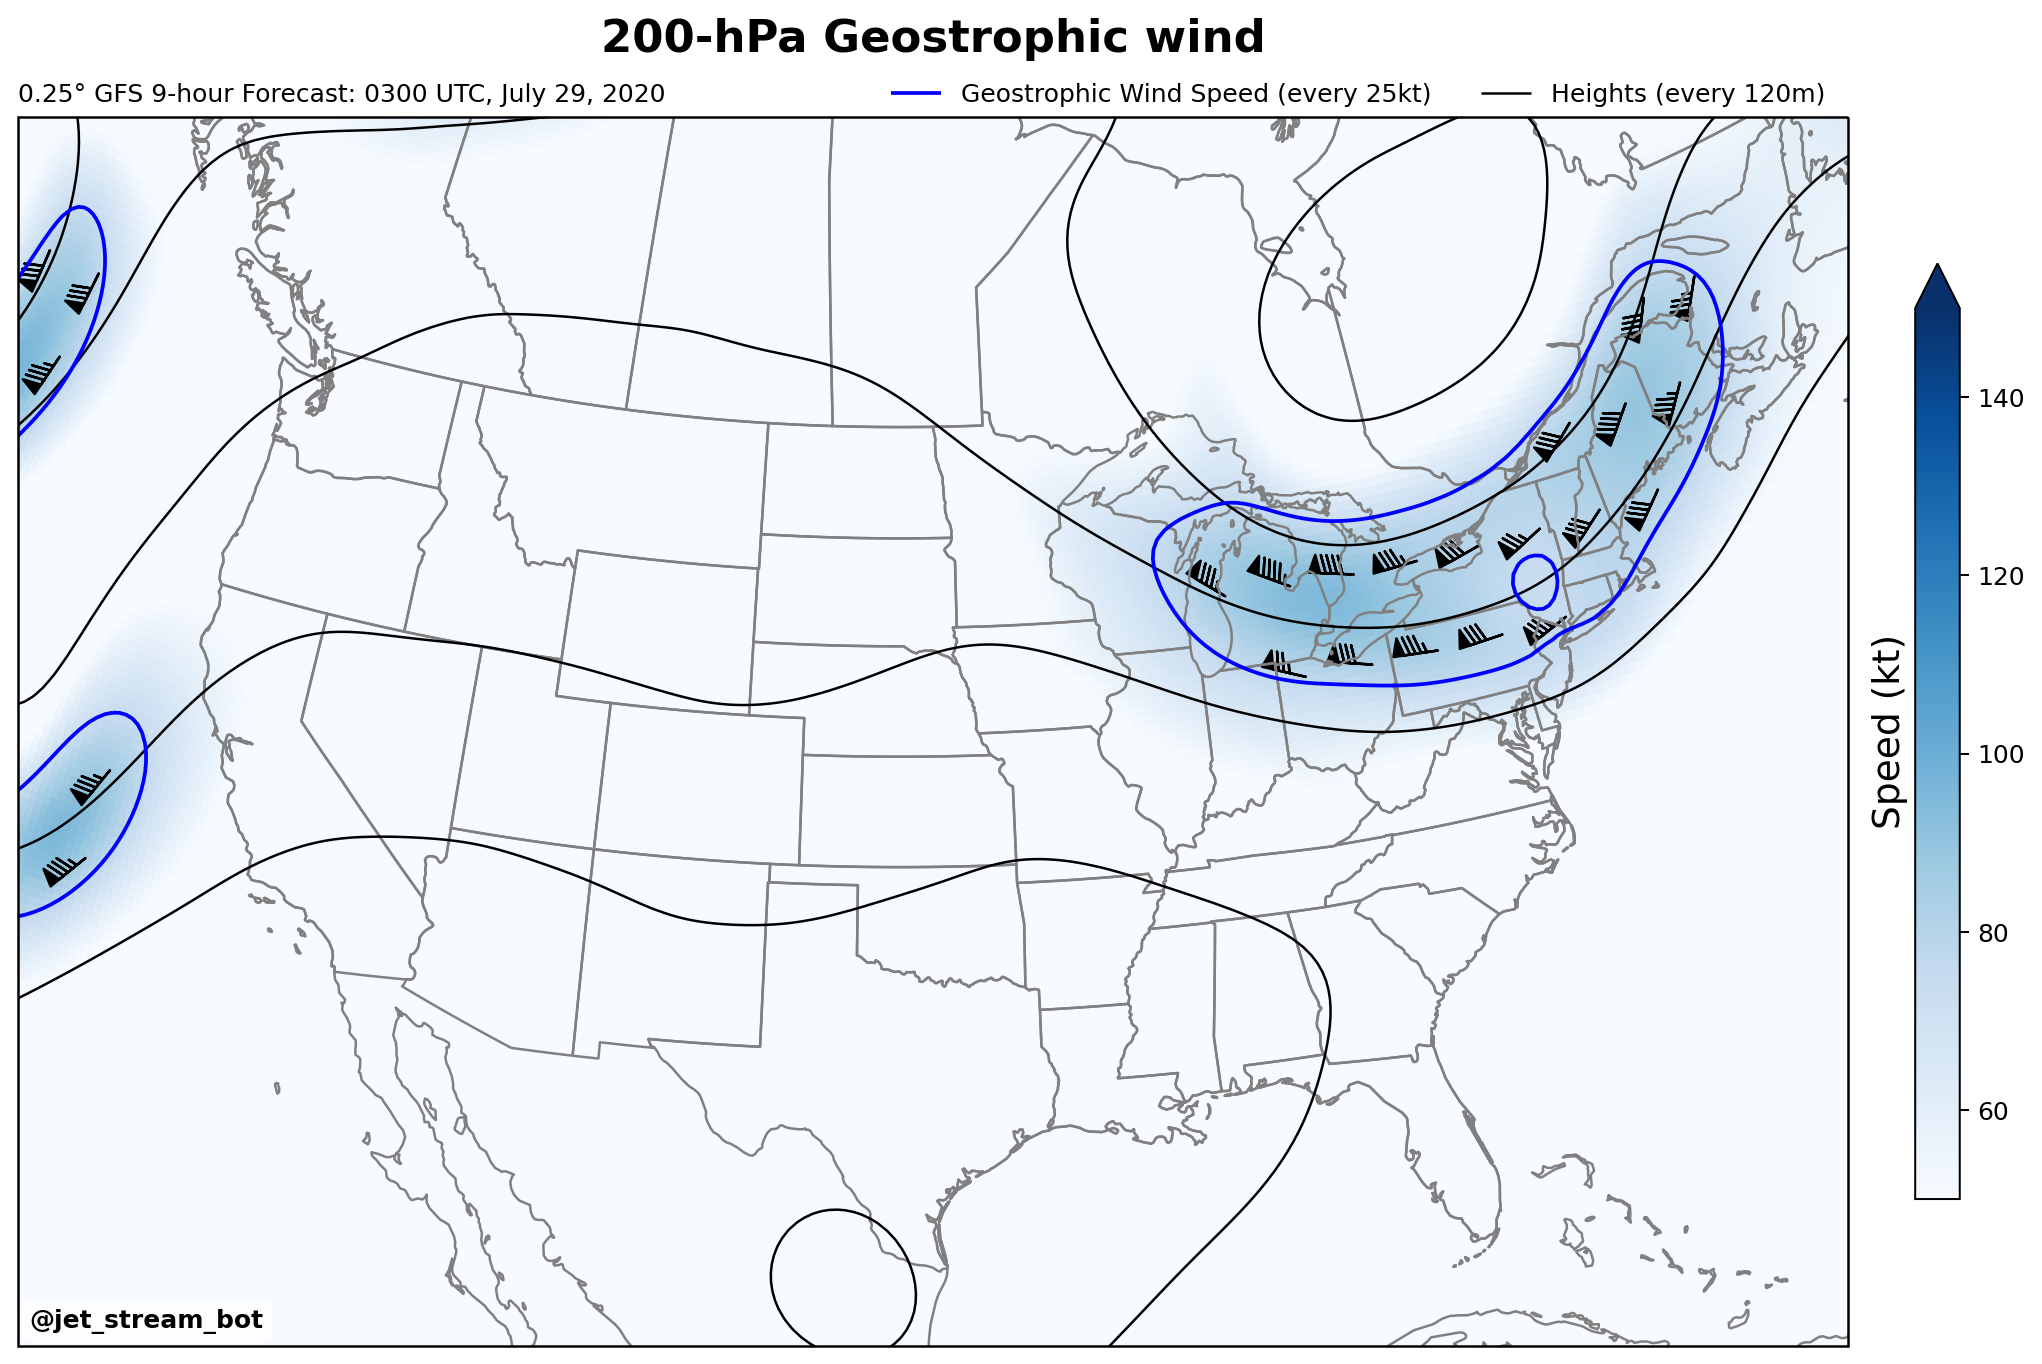 200-hPa Geostrophic wind
0.25° GFS 9-hour Forecast: 0300 UTC, July 29, 2020
Geostrophic Wind Speed (every 25kt)
Heights (every 120m)
140
120
100
80
60
Speed (kt)
@jet_stream_bot